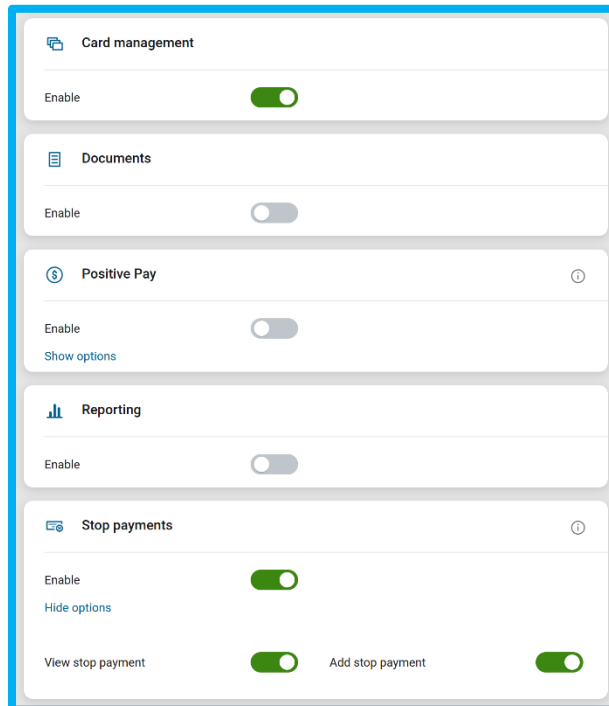 Card management
Enable
Documents
Enable
Positive Pay
Enable
Show options
Reporting
Enable
Stop payments
Enable
Hide options
View stop payment Add stop payment